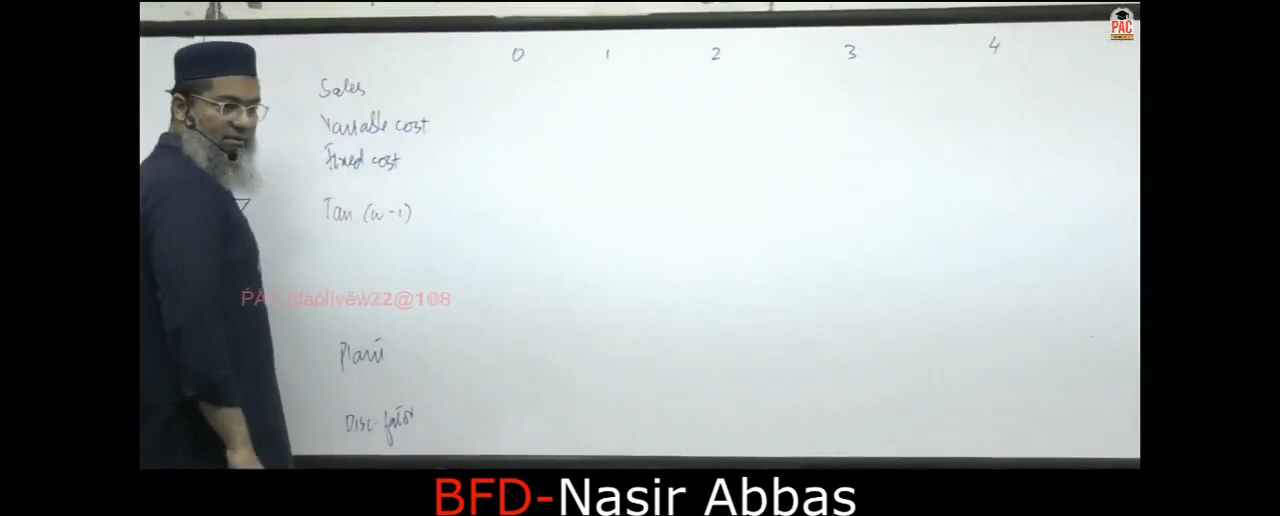 PAC
0 1 2 3 4
Sales
Variable cost
Fixed cost
Tax (W-1)
Plant
Disc. factor
BFD-Nasir Abbas